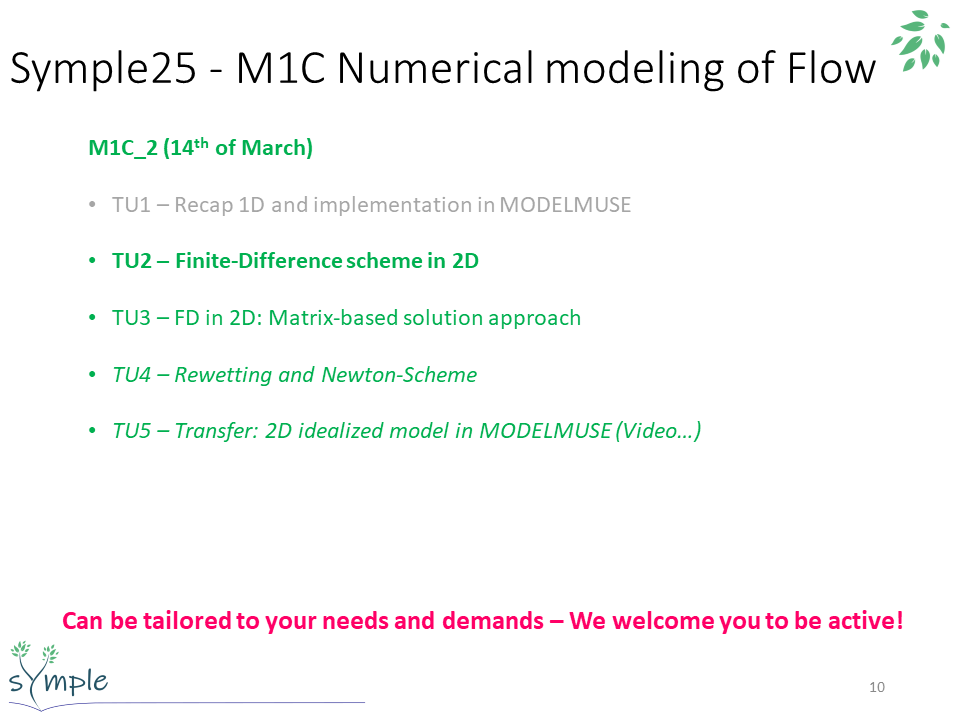 Symple25 - M1C Numerical modeling of Flow
M1C_2 (14th of March)
• TU1 – Recap 1D and implementation in MODELMUSE
• TU2 – Finite-Difference scheme in 2D
• TU3 – FD in 2D: Matrix-based solution approach
• TU4 – Rewetting and Newton-Scheme
• TU5 – Transfer: 2D idealized model in MODELMUSE (Video…)
Can be tailored to your needs and demands – We welcome you to be active!
sYmple
10